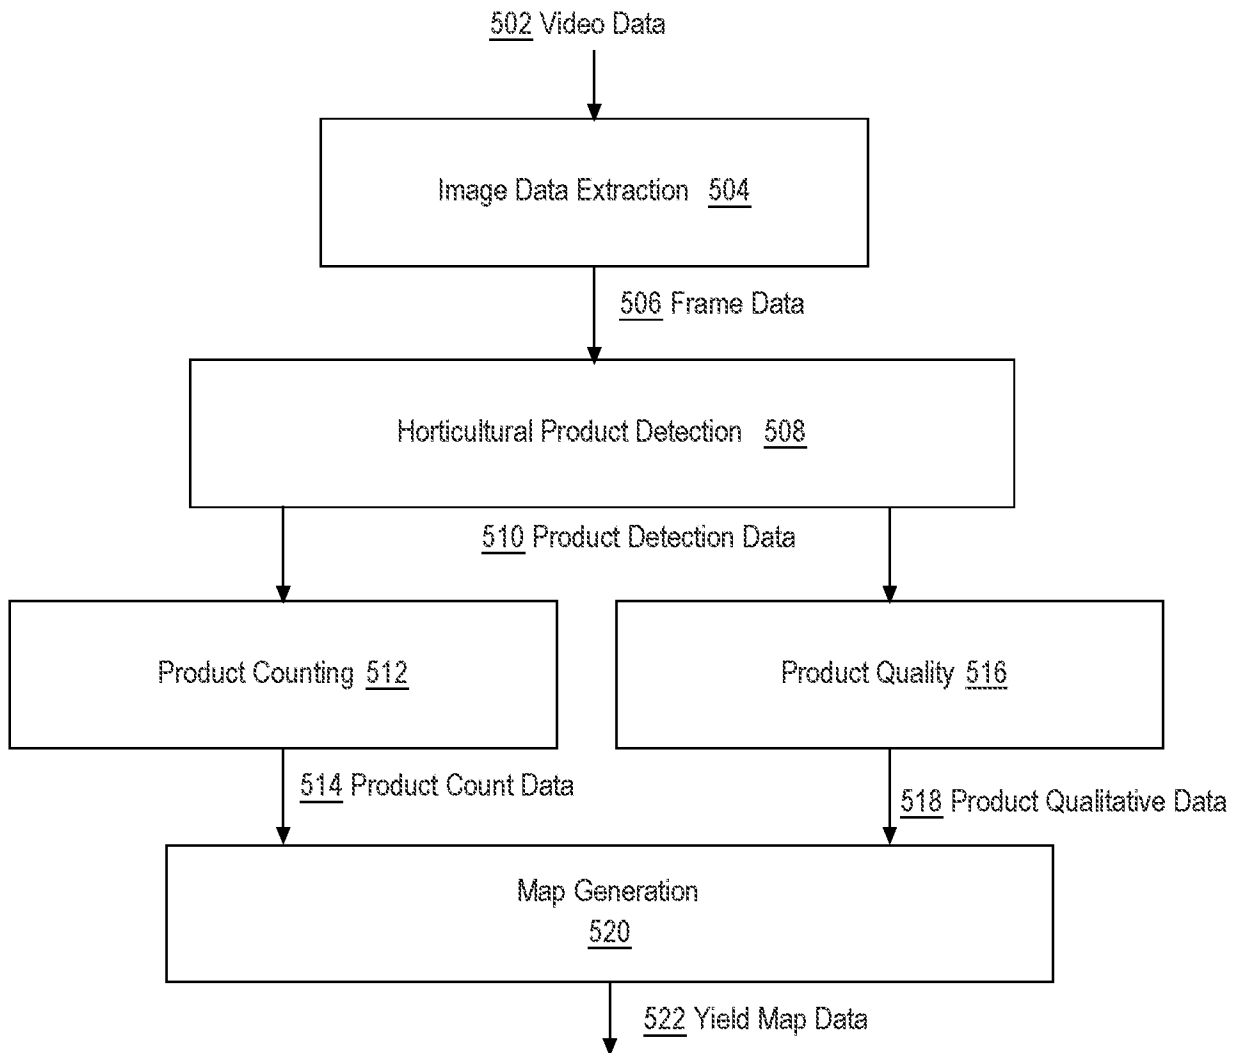 502 Video Data
Image Data Extraction 504
506 Frame Data
Horticultural Product Detection 508
510 Product Detection Data
Product Counting 512
Product Quality 516
514 Product Count Data
518 Product Qualitative Data
Map Generation
520
522 Yield Map Data